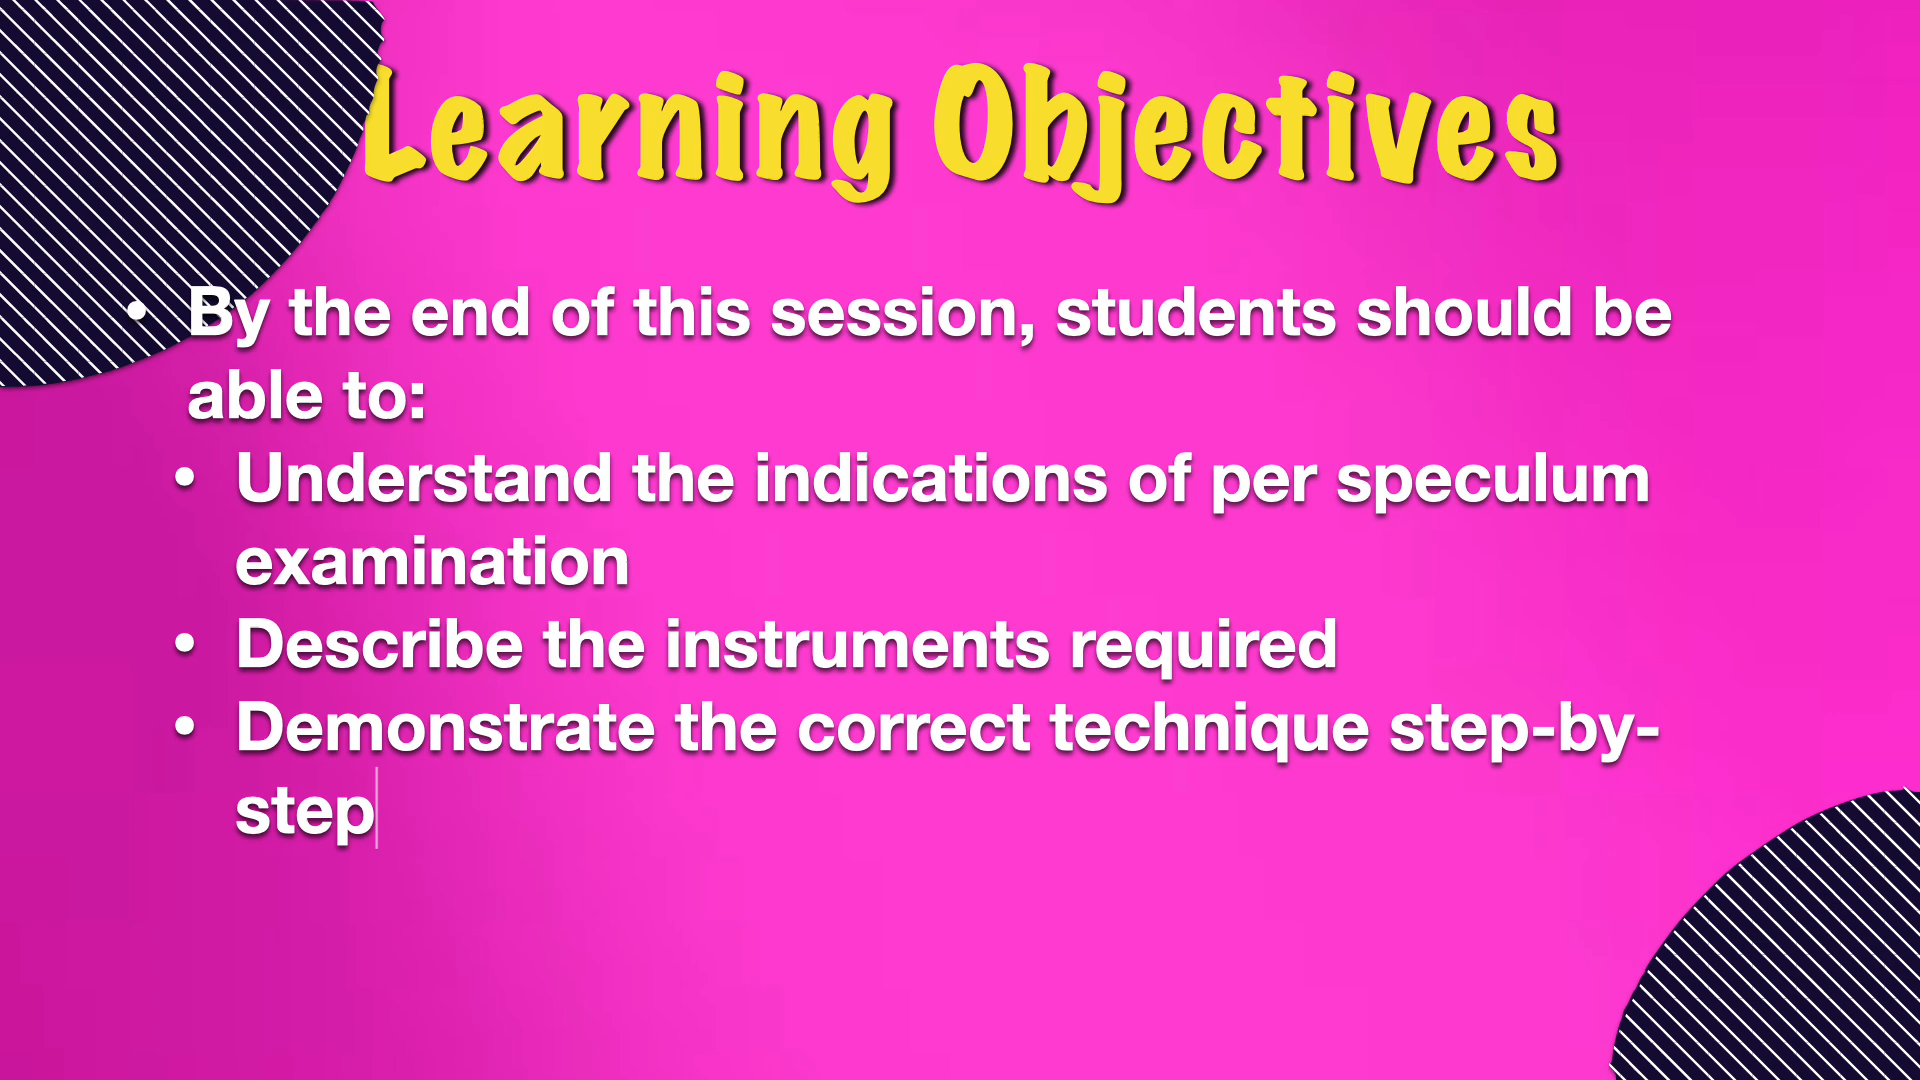 Learning Objectives
• By the end of this session, students should be
able to:
• Understand the indications of per speculum
examination
• Describe the instruments required
• Demonstrate the correct technique step-by-
step